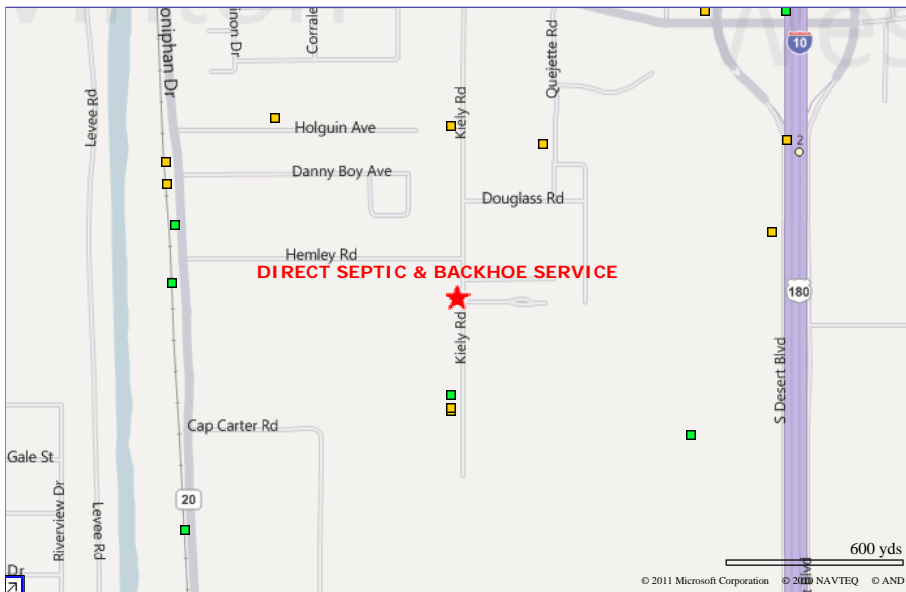 oniphan Dr
Corrale
Quejette Rd
10
Levee Rd
Kiely Rd
Holguin Ave
2
Danny Boy Ave
Douglass Rd
Hemley Rd
DIRECT SEPTIC & BACKHOE SERVICE
180
Kiely Rd
S Desert Blvd
Cap Carter Rd
Gale St
20
Riverview Dr
Levee Rd
600 yds
Dr
© 2011 Microsoft Corporation © NAVTEQ © AND